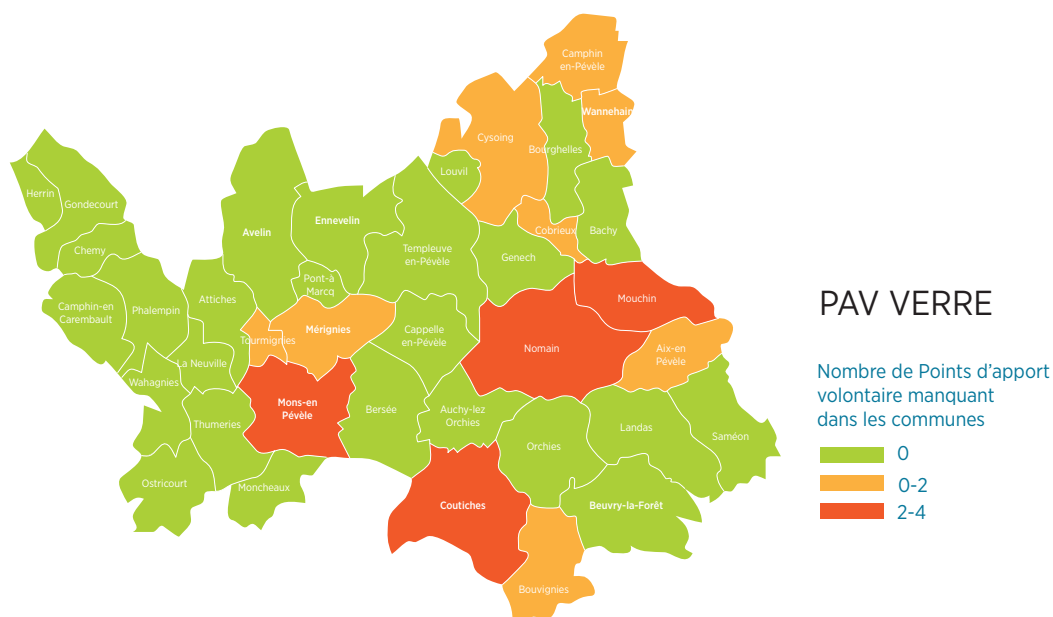 Camphin
en-Pévèle
Wannehain
Cysoing
Bourghelles
Louvil
Herrin
Gondecourt
Ennevelin
Avelin
Cobrieux
Bachy
Chemy
Templeuve
en-Pévèle
Genech
Pont-à
Marcq
Attiches
Mouchin
Camphin-en
Carembault
Phalempin
Mérignies
Cappelle
en-Pévèle
Tourmignies
Nomain
Aix-en
Pévèle
La Neuville
Wahagnies
Mons-en
Pévèle
Bersée
Auchy-lez
Orchies
Thumeries
Landas
Saméon
Orchies
Ostricourt
Moncheaux
Coutiches
Beuvry-la-Forêt
Bouvignies
PAV VERRE
Nombre de Points d’apport
volontaire manquant
dans les communes
0
0-2
2-4